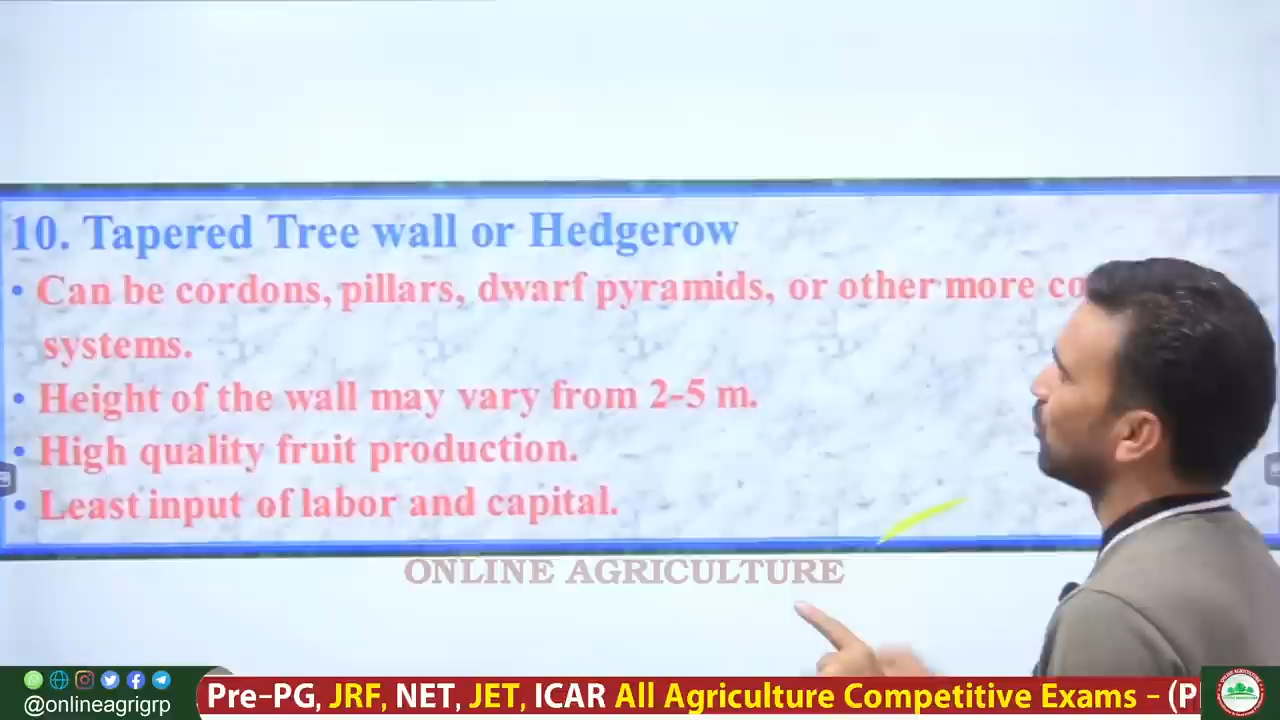 10. Tapered Tree wall or Hedgerow
• Can be cordons, pillars, dwarf pyramids, or other more
systems.
• Height of the wall may vary from 2-5 m.
• High quality fruit production.
• Least input of labor and capital.
ONLINE AGRICULTURE
@onlineagrigrp
Pre-PG, JRF, NET, JET, ICAR All Agriculture Competitive Exams - (P